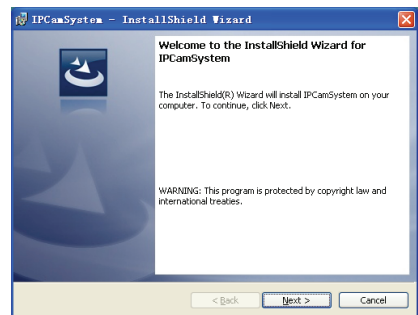 IPCamSystem - InstallShield Wizard
Welcome to the InstallShield Wizard for
IPCamSystem
The InstallShield(R) Wizard will install IPCamSystem on your
computer. To continue, click Next.
WARNING: This program is protected by copyright law and
international treaties.
< Back
Next >
Cancel